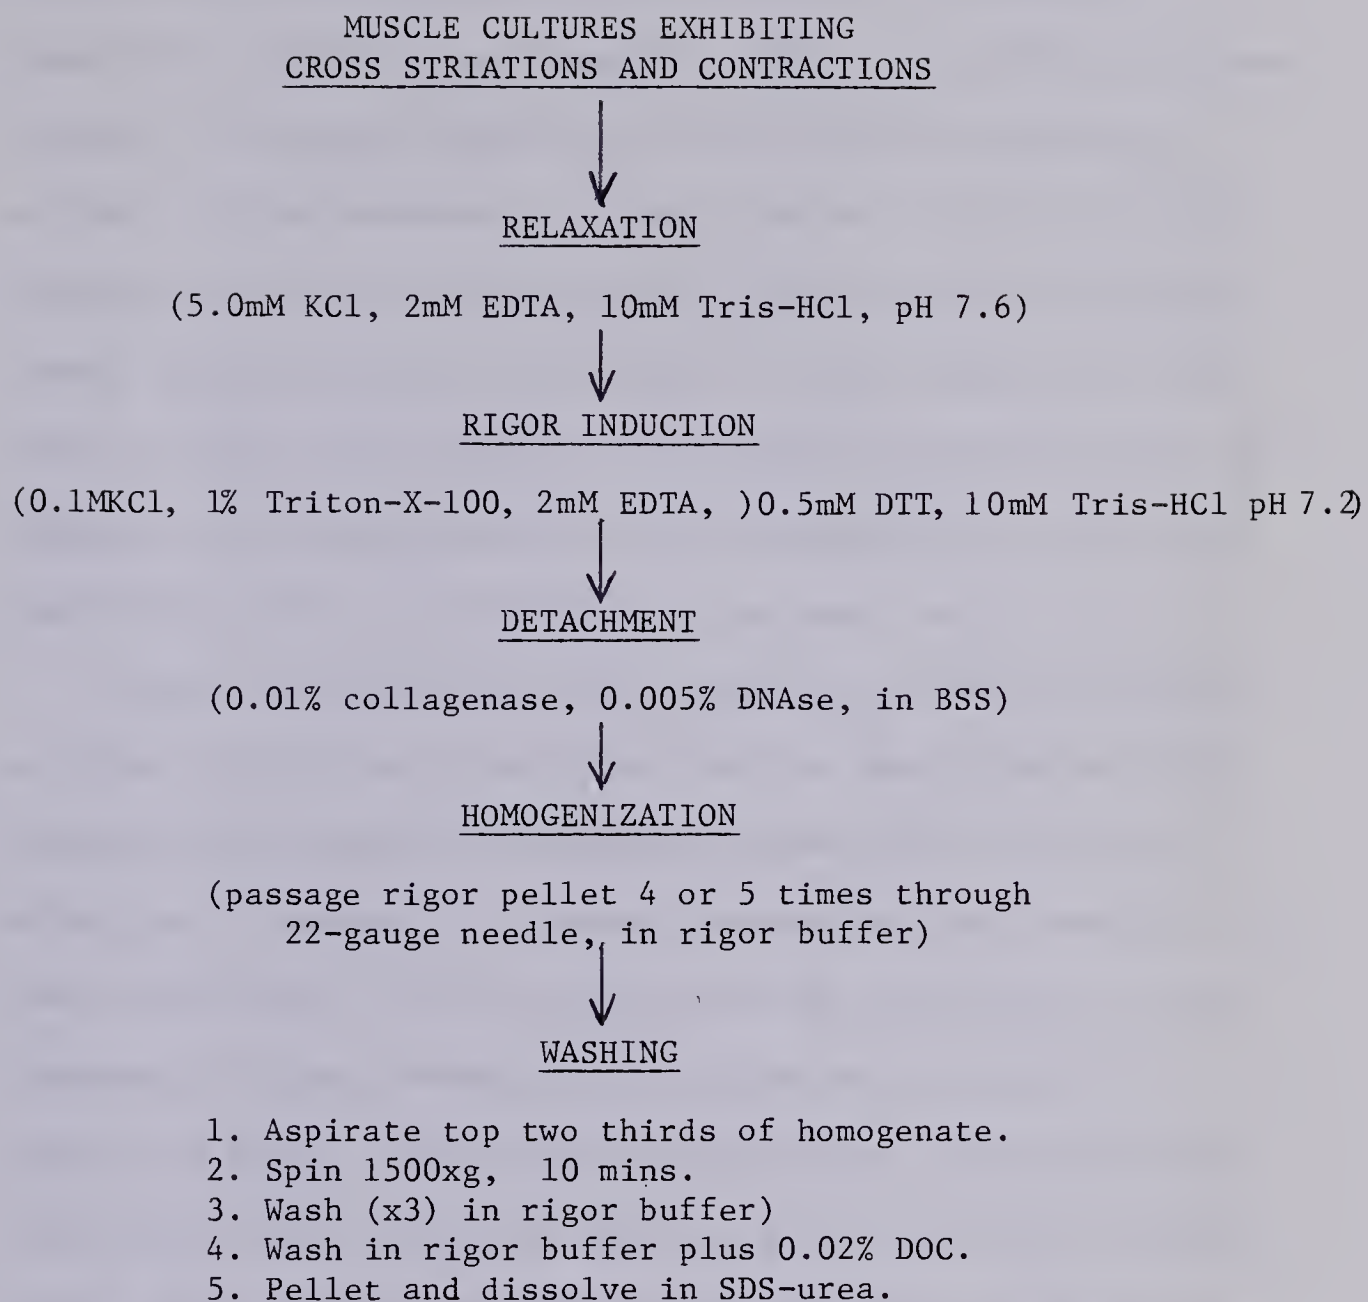 MUSCLE CULTURES EXHIBITING
CROSS STRIATIONS AND CONTRACTIONS
RELAXATION
(5.0mM KCl, 2mM EDTA, 10mM Tris-HCl, pH 7.6)
RIGOR INDUCTION
(0.1MKCl, 1% Triton-X-100, 2mM EDTA, )0.5mM DTT, 10mM Tris-HCl pH 7.2)
DETACHMENT
(0.01% collagenase, 0.005% DNAse, in BSS)
HOMOGENIZATION
(passage rigor pellet 4 or 5 times through
22-gauge needle, in rigor buffer)
WASHING
1. Aspirate top two thirds of homogenate.
2. Spin 1500xg, 10 mins.
3. Wash (x3) in rigor buffer)
4. Wash in rigor buffer plus 0.02% DOC.
5. Pellet and dissolve in SDS-urea.